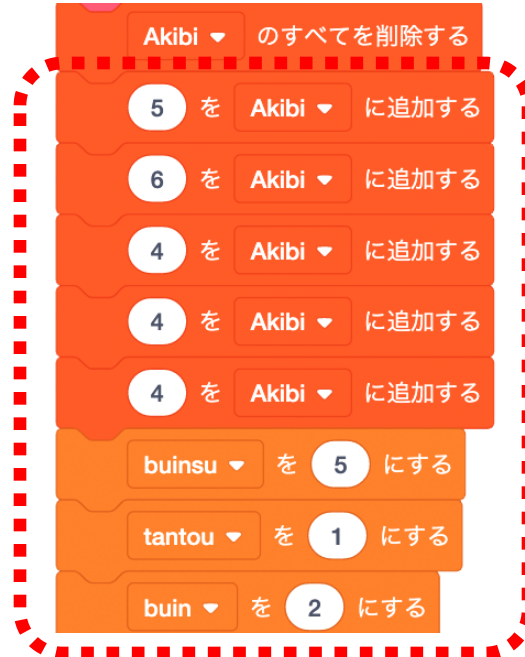 Akibi のすべてを削除する
5 を Akibi に追加する
6 を Akibi に追加する
4 を Akibi に追加する
4 を Akibi に追加する
4 を Akibi に追加する
buinsu を 5 にする
tantou を 1 にする
buin を 2 にする